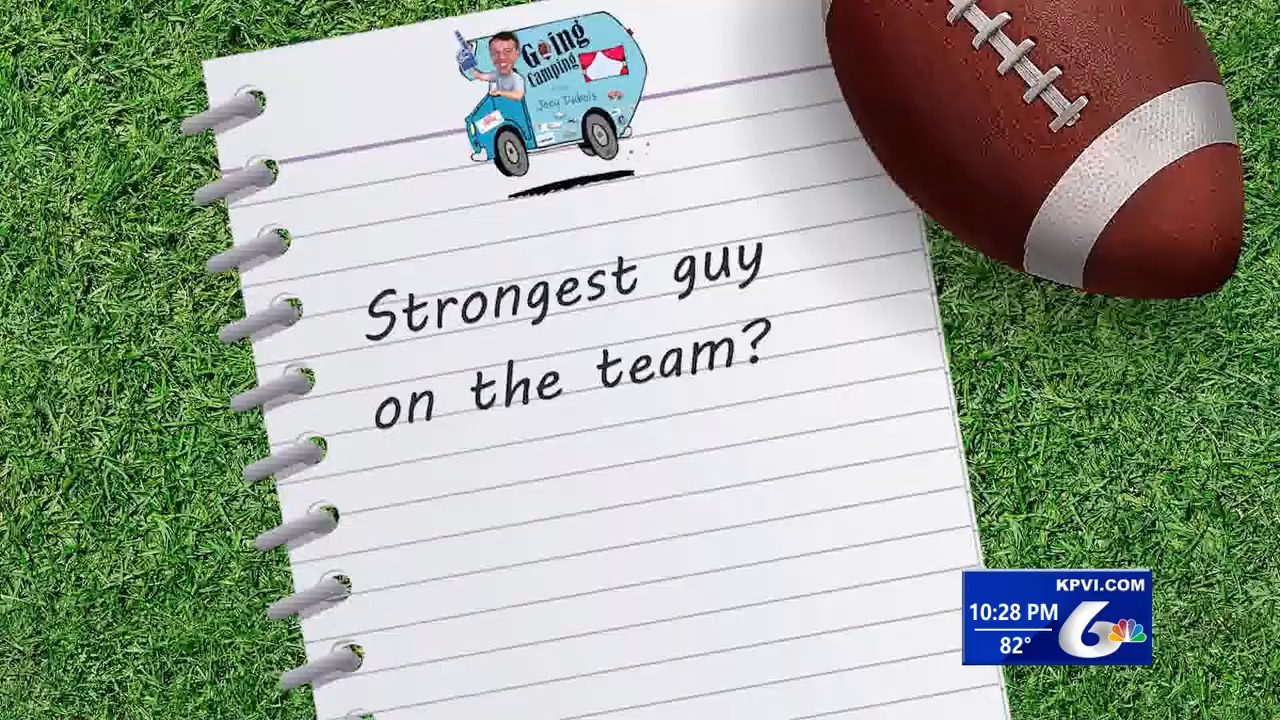 Going
Camping
Joey DuBois
Strongest guy
on the team?
KPVI.COM
10:28 PM
82°
6